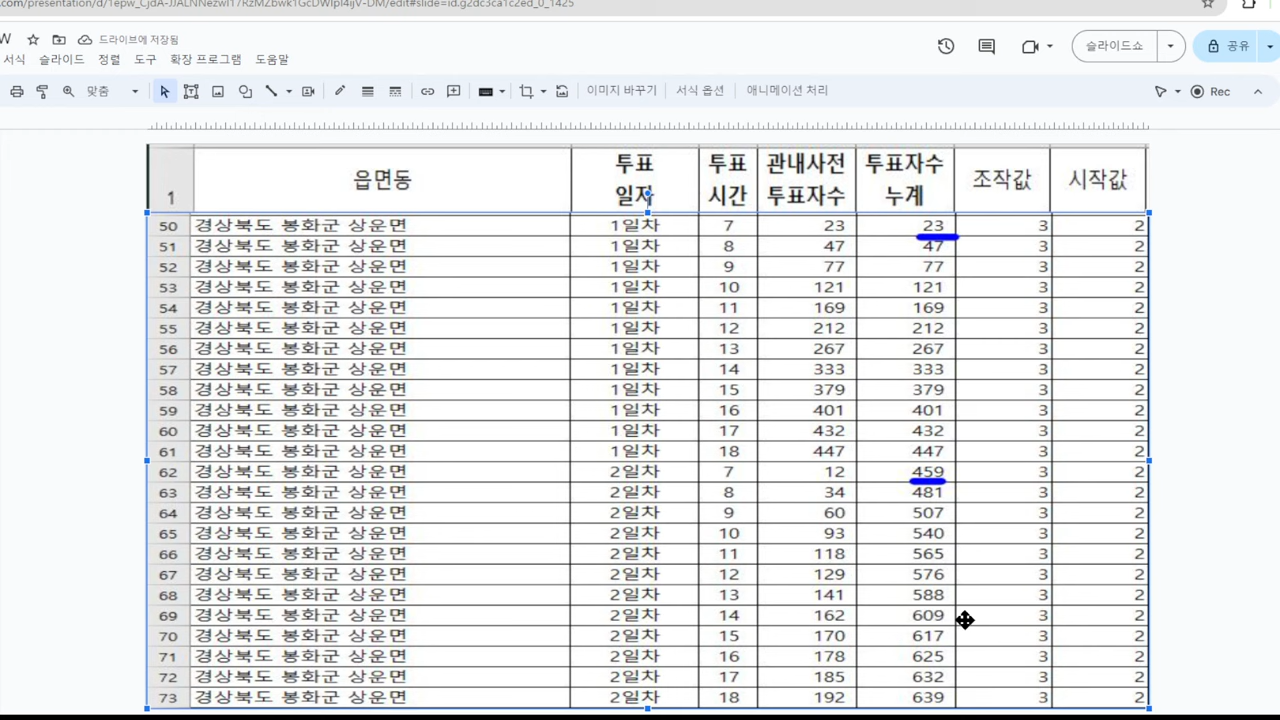 드라이브에 저장됨
서식 슬라이드 정렬 도구 확장 프로그램 도움말
슬라이드쇼 공유
맞춤 이미지 바꾸기 서식 옵션 애니메이션 처리 Rec
1 읍면동 투표 일자 투표 시간 관내사전 투표자수 투표자수 누계 조작값 시작값
50 경상북도 봉화군 상운면 1일차 7 23 23 3 2
51 경상북도 봉화군 상운면 1일차 8 47 47 3 2
52 경상북도 봉화군 상운면 1일차 9 77 77 3 2
53 경상북도 봉화군 상운면 1일차 10 121 121 3 2
54 경상북도 봉화군 상운면 1일차 11 169 169 3 2
55 경상북도 봉화군 상운면 1일차 12 212 212 3 2
56 경상북도 봉화군 상운면 1일차 13 267 267 3 2
57 경상북도 봉화군 상운면 1일차 14 333 333 3 2
58 경상북도 봉화군 상운면 1일차 15 379 379 3 2
59 경상북도 봉화군 상운면 1일차 16 401 401 3 2
60 경상북도 봉화군 상운면 1일차 17 432 432 3 2
61 경상북도 봉화군 상운면 1일차 18 447 447 3 2
62 경상북도 봉화군 상운면 2일차 7 12 459 3 2
63 경상북도 봉화군 상운면 2일차 8 34 481 3 2
64 경상북도 봉화군 상운면 2일차 9 60 507 3 2
65 경상북도 봉화군 상운면 2일차 10 93 540 3 2
66 경상북도 봉화군 상운면 2일차 11 118 565 3 2
67 경상북도 봉화군 상운면 2일차 12 129 576 3 2
68 경상북도 봉화군 상운면 2일차 13 141 588 3 2
69 경상북도 봉화군 상운면 2일차 14 162 609 3 2
70 경상북도 봉화군 상운면 2일차 15 170 617 3 2
71 경상북도 봉화군 상운면 2일차 16 178 625 3 2
72 경상북도 봉화군 상운면 2일차 17 185 632 3 2
73 경상북도 봉화군 상운면 2일차 18 192 639 3 2